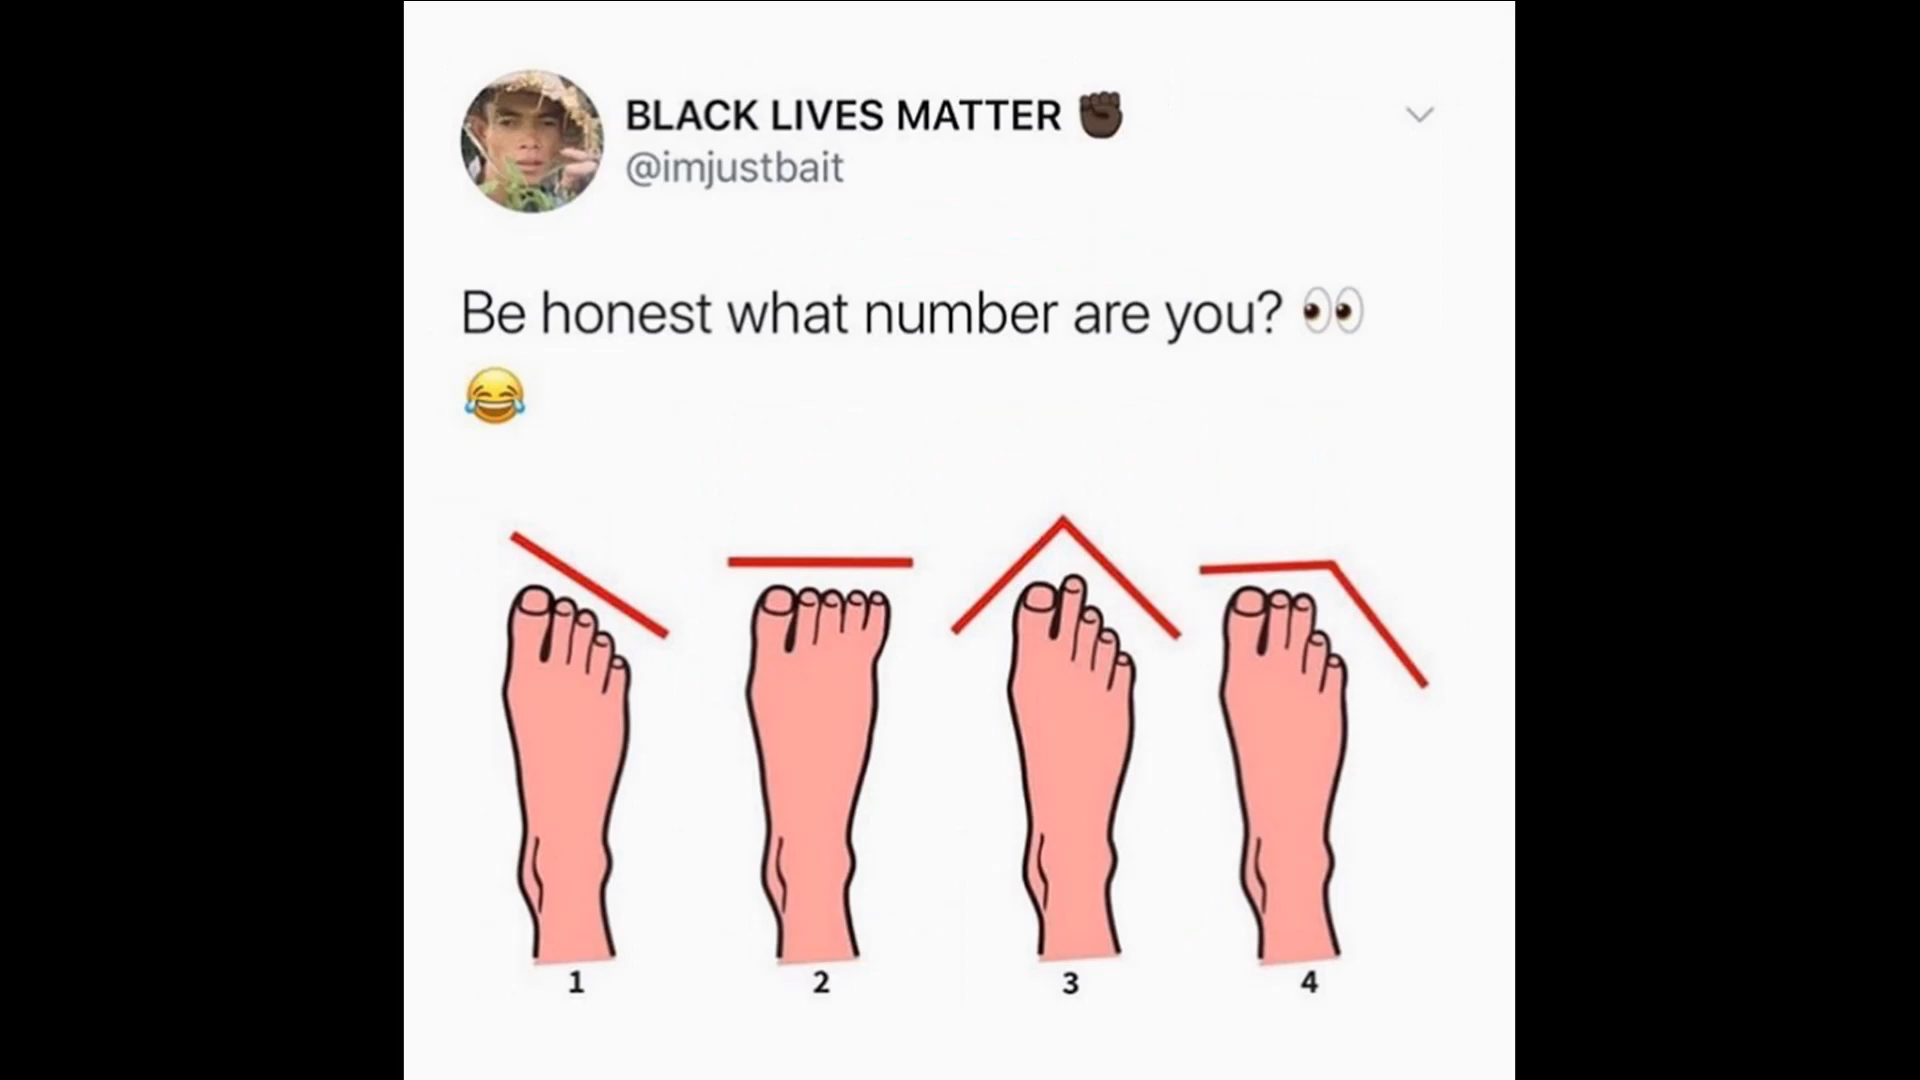 BLACK LIVES MATTER ✊🏿
@imjustbait
Be honest what number are you? 👀
😂
1 2 3 4